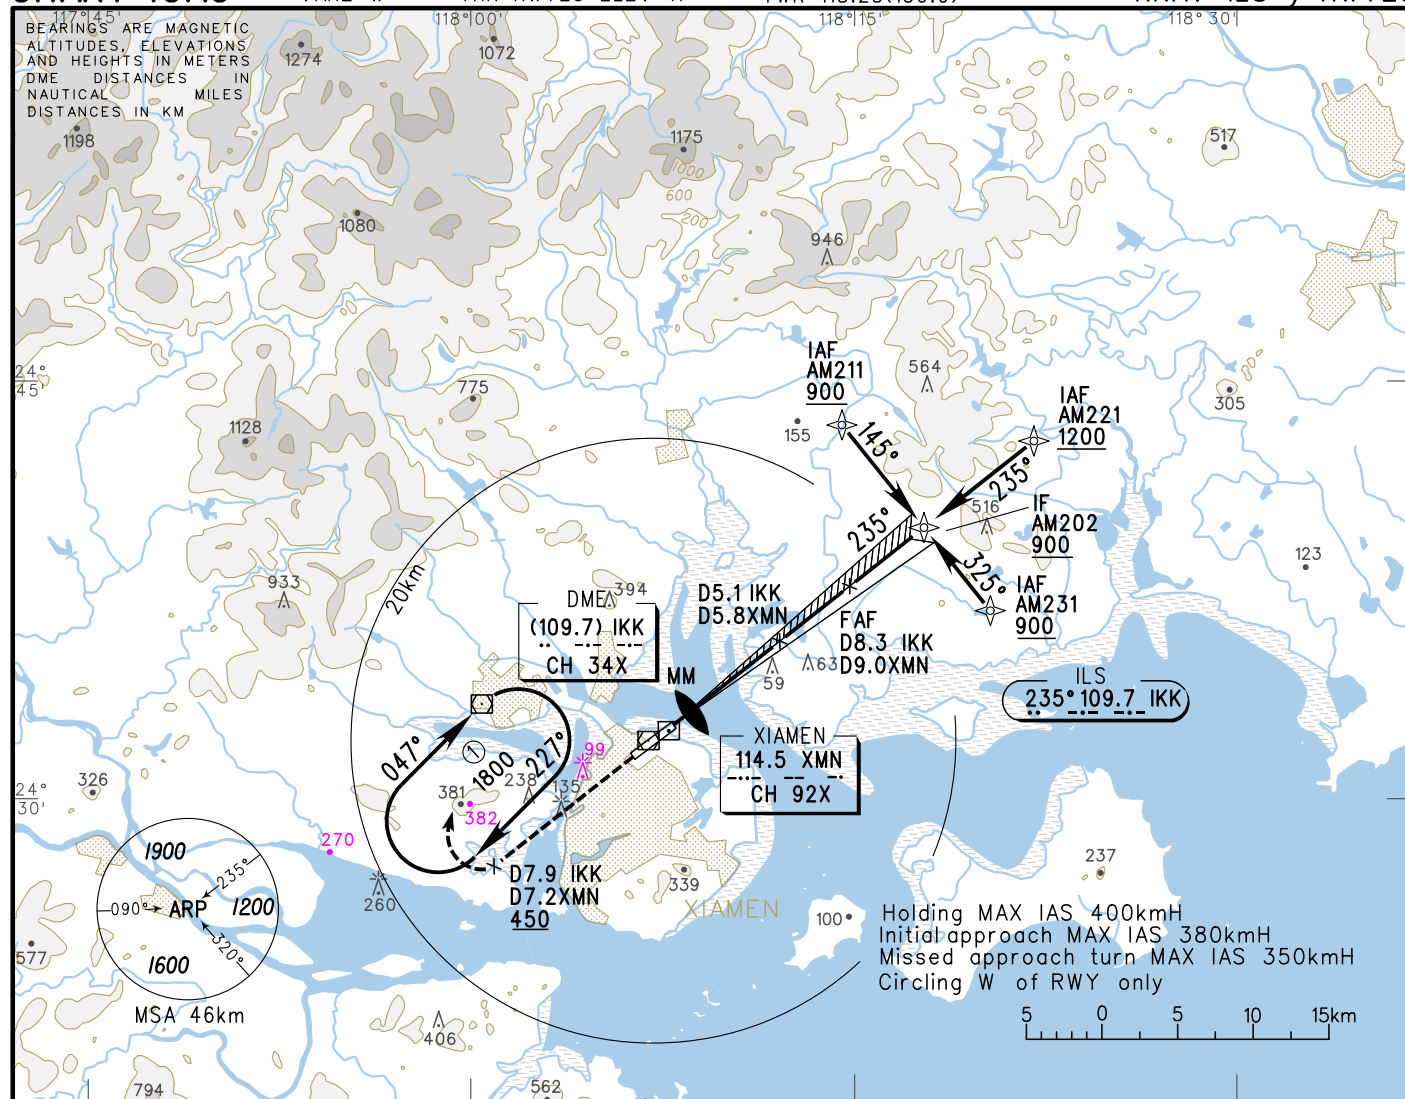 117°45'
118°00'
118°15'
118°30'
BEARINGS ARE MAGNETIC
ALTITUDES, ELEVATIONS
AND HEIGHTS IN METERS
DME DISTANCES IN
NAUTICAL MILES
DISTANCES IN KM
1274
1072
1198
1175
1000
600
200
517
1080
946
24°
45'
775
1128
IAF
AM211
900
564
IAF
AM221
1200
305
155
145°
235°
516
IF
AM202
900
235°
123
933
20km
394
DME
(109.7) IKK
CH 34X
D5.1 IKK
D5.8XMN
325°
IAF
AM231
900
FAF
D8.3 IKK
D9.0XMN
63
59
MM
ILS
235° 109.7 IKK
XIAMEN
114.5 XMN
CH 92X
047°
1
1800
227°
99
238
135
381
382
24°
30'
326
270
260
D7.9 IKK
D7.2XMN
450
339
XIAMEN
237
100
1900
235°
090°
ARP
1200
320°
1600
MSA 46km
577
406
794
562
Holding MAX IAS 400kmH
Initial approach MAX IAS 380kmH
Missed approach turn MAX IAS 350kmH
Circling W of RWY only
5 0 5 10 15km